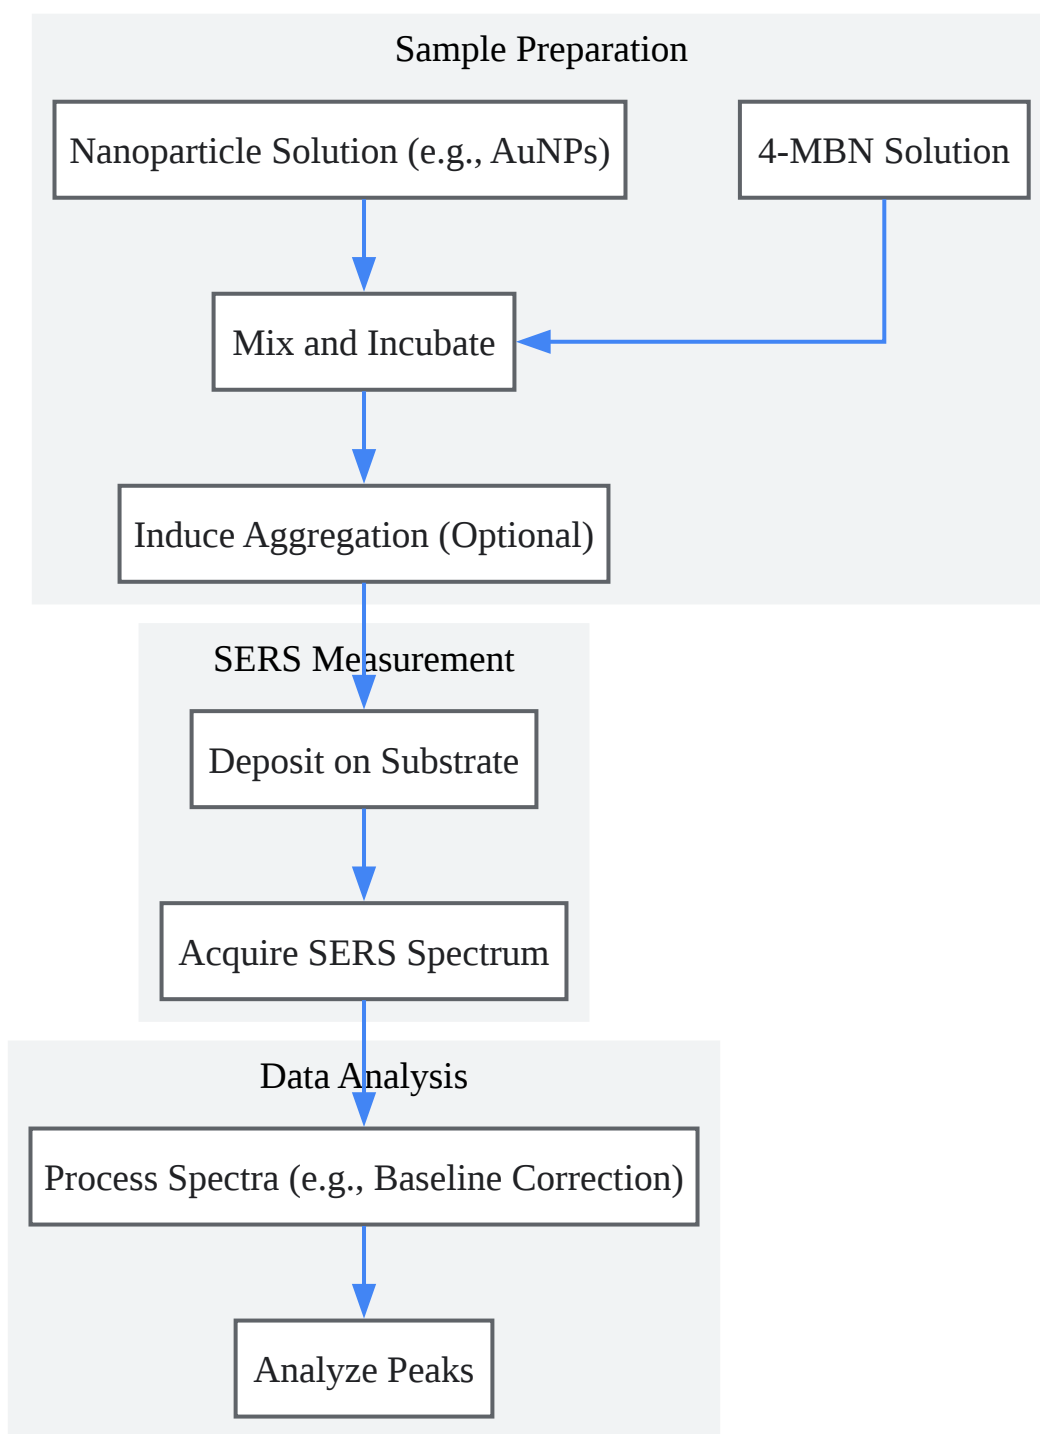 Sample Preparation
Nanoparticle Solution (e.g., AuNPs)
4-MBN Solution
Mix and Incubate
Induce Aggregation (Optional)
SERS Measurement
Deposit on Substrate
Acquire SERS Spectrum
Data Analysis
Process Spectra (e.g., Baseline Correction)
Analyze Peaks